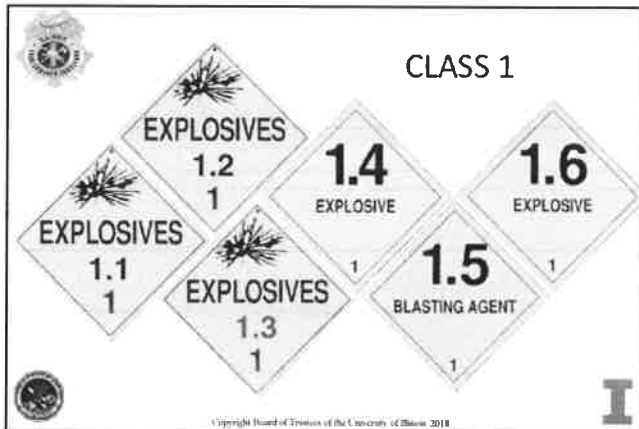 CLASS 1
EXPLOSIVES
1.2
1
EXPLOSIVES
1.1
1
EXPLOSIVES
1.3
1
1.4
EXPLOSIVE
1
1.5
BLASTING AGENT
1
1.6
EXPLOSIVE
1
Copyright Board of Trustees of the University of Illinois 2018
I